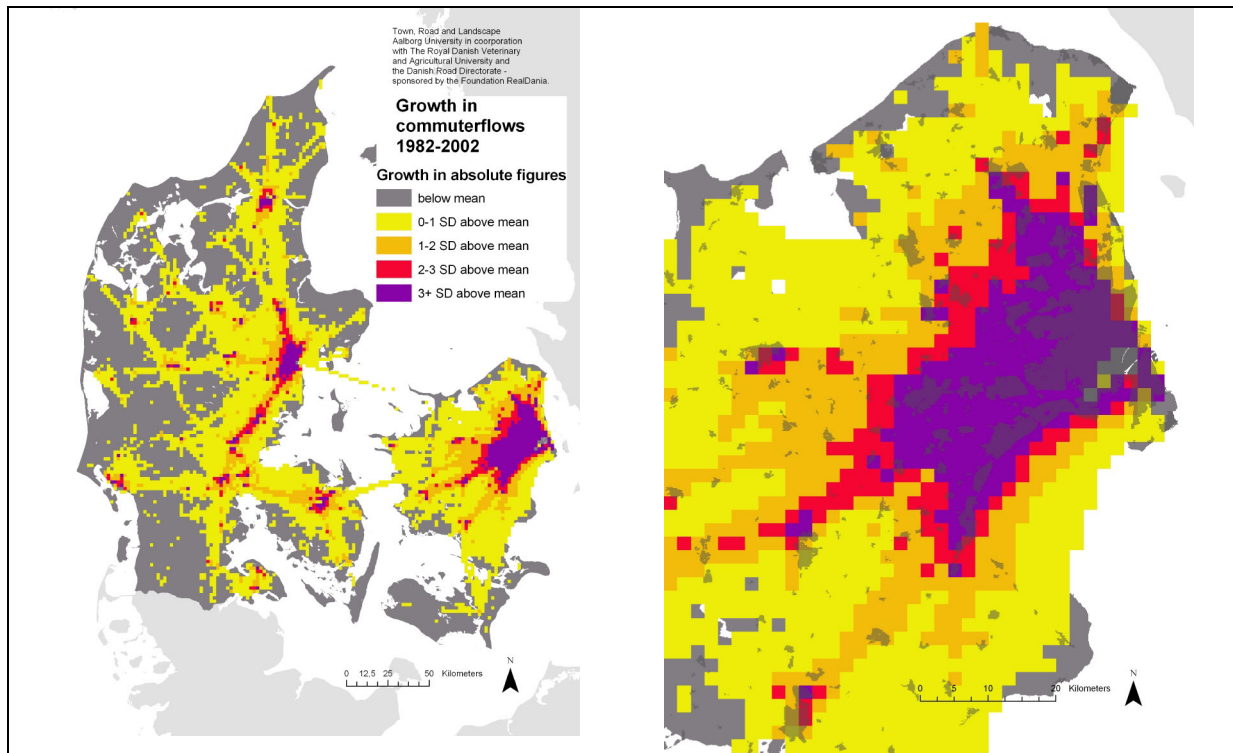 Town, Road and Landscape
Aalborg University in coorporation
with The Royal Danish Veterinary
and Agricultural University and
the Danish Road Directorate -
sponsored by the Foundation RealDania.
Growth in
commuterflows
1982-2002
Growth in absolute figures
below mean
0-1 SD above mean
1-2 SD above mean
2-3 SD above mean
3+ SD above mean
0 12,5 25 50
Kilometers
N
0 5 10 20 Kilometers
N